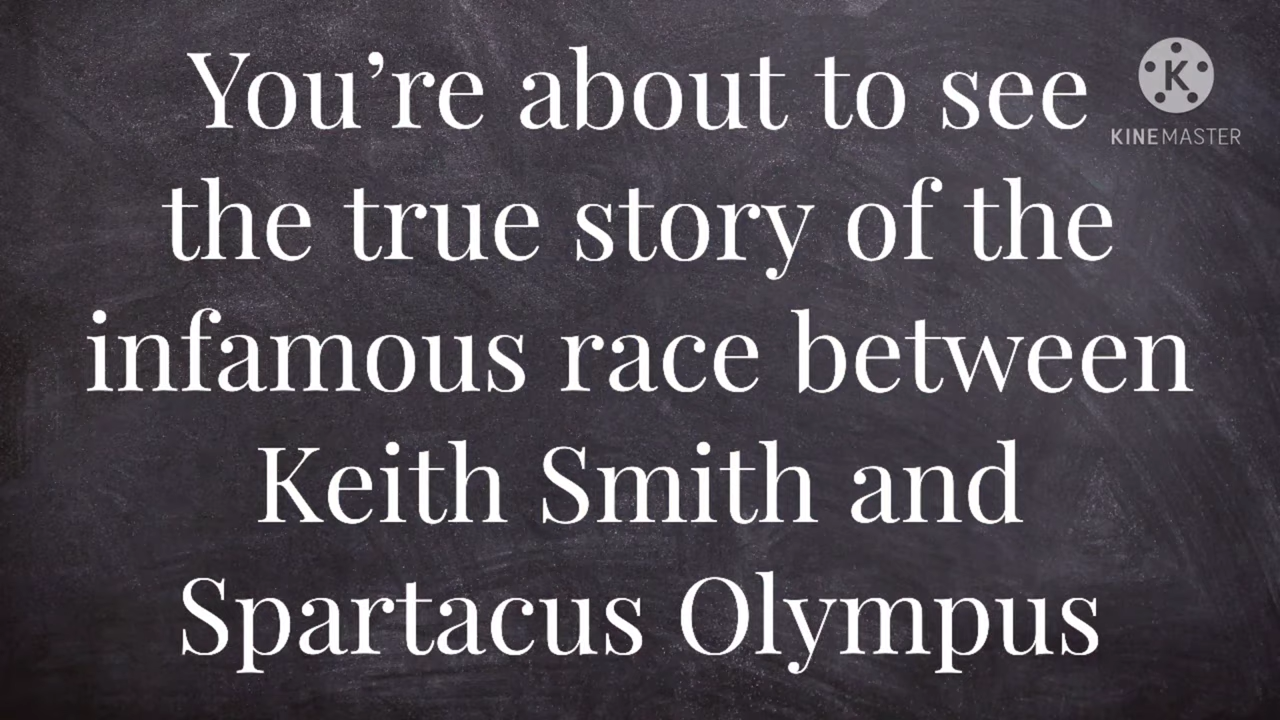 You’re about to see
the true story of the
infamous race between
Keith Smith and
Spartacus Olympus
K
KINEMASTER